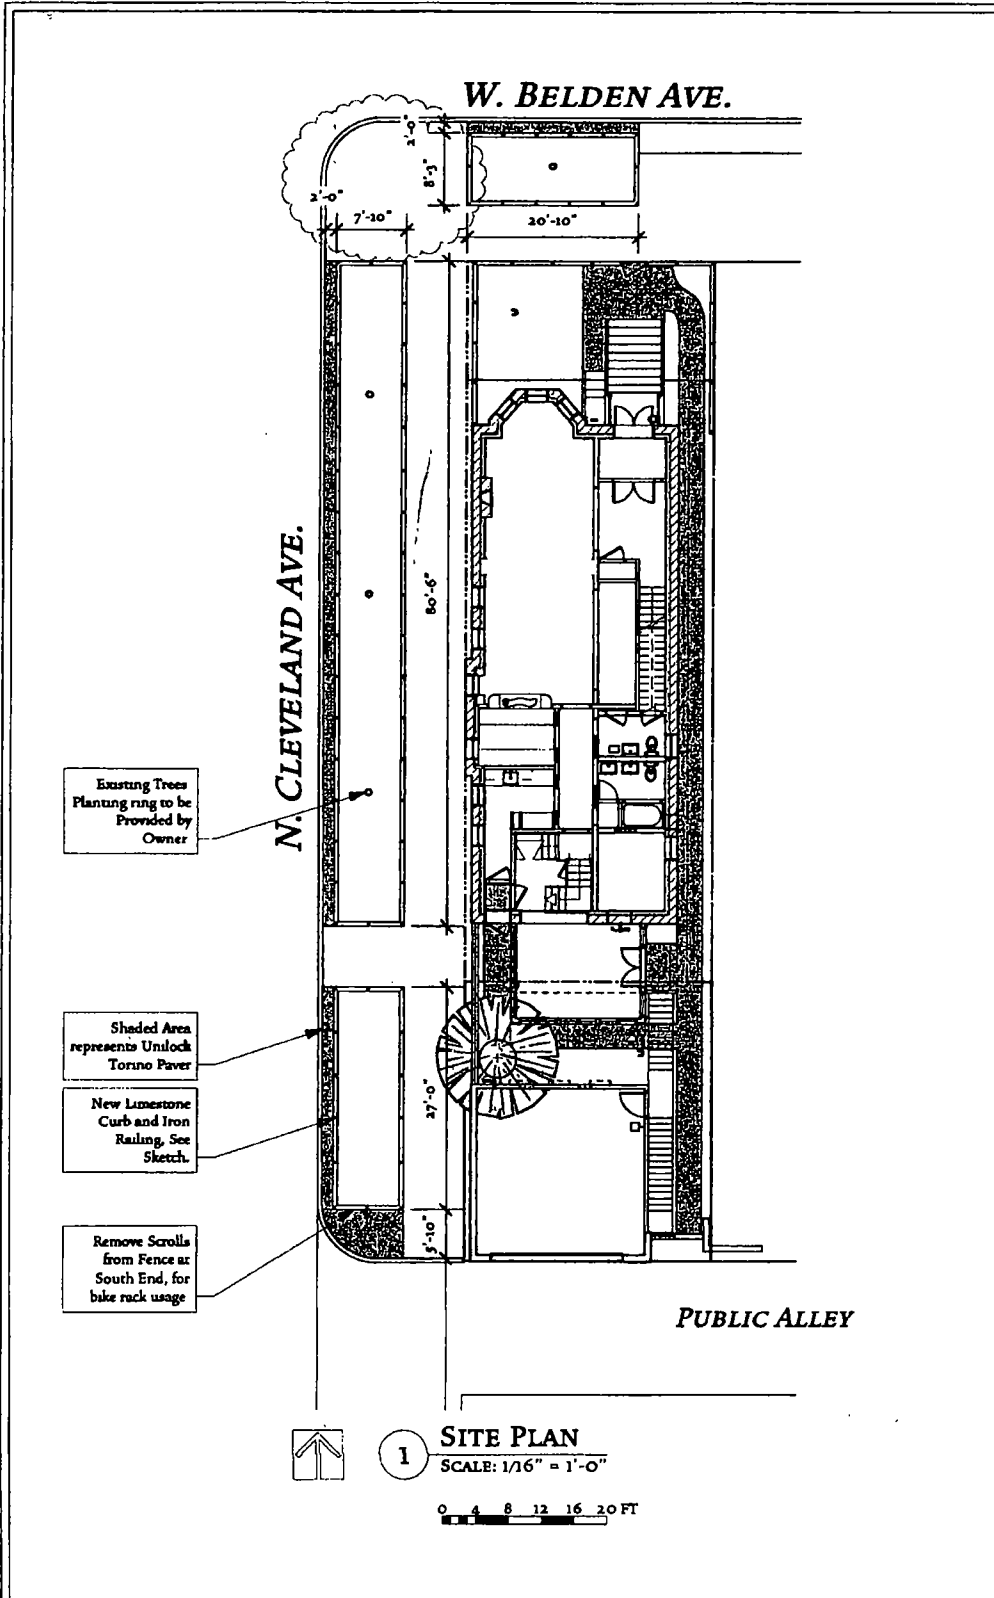 W. BELDEN AVE.
2'-"
8'-3"
2'-0"
7'-10"
20'-10"
80'-6"
N. CLEVELAND AVE.
Existing Trees
Planting ring to be
Provided by
Owner
Shaded Area
represents Unilock
Torino Paver
New Limestone
Curb and Iron
Railing, See
Sketch.
27'-0"
Remove Scrolls
from Fence at
South End, for
bike rack usage
5'-10"
PUBLIC ALLEY
1
SITE PLAN
SCALE: 1/16" = 1'-0"
0 4 8 12 16 20 FT